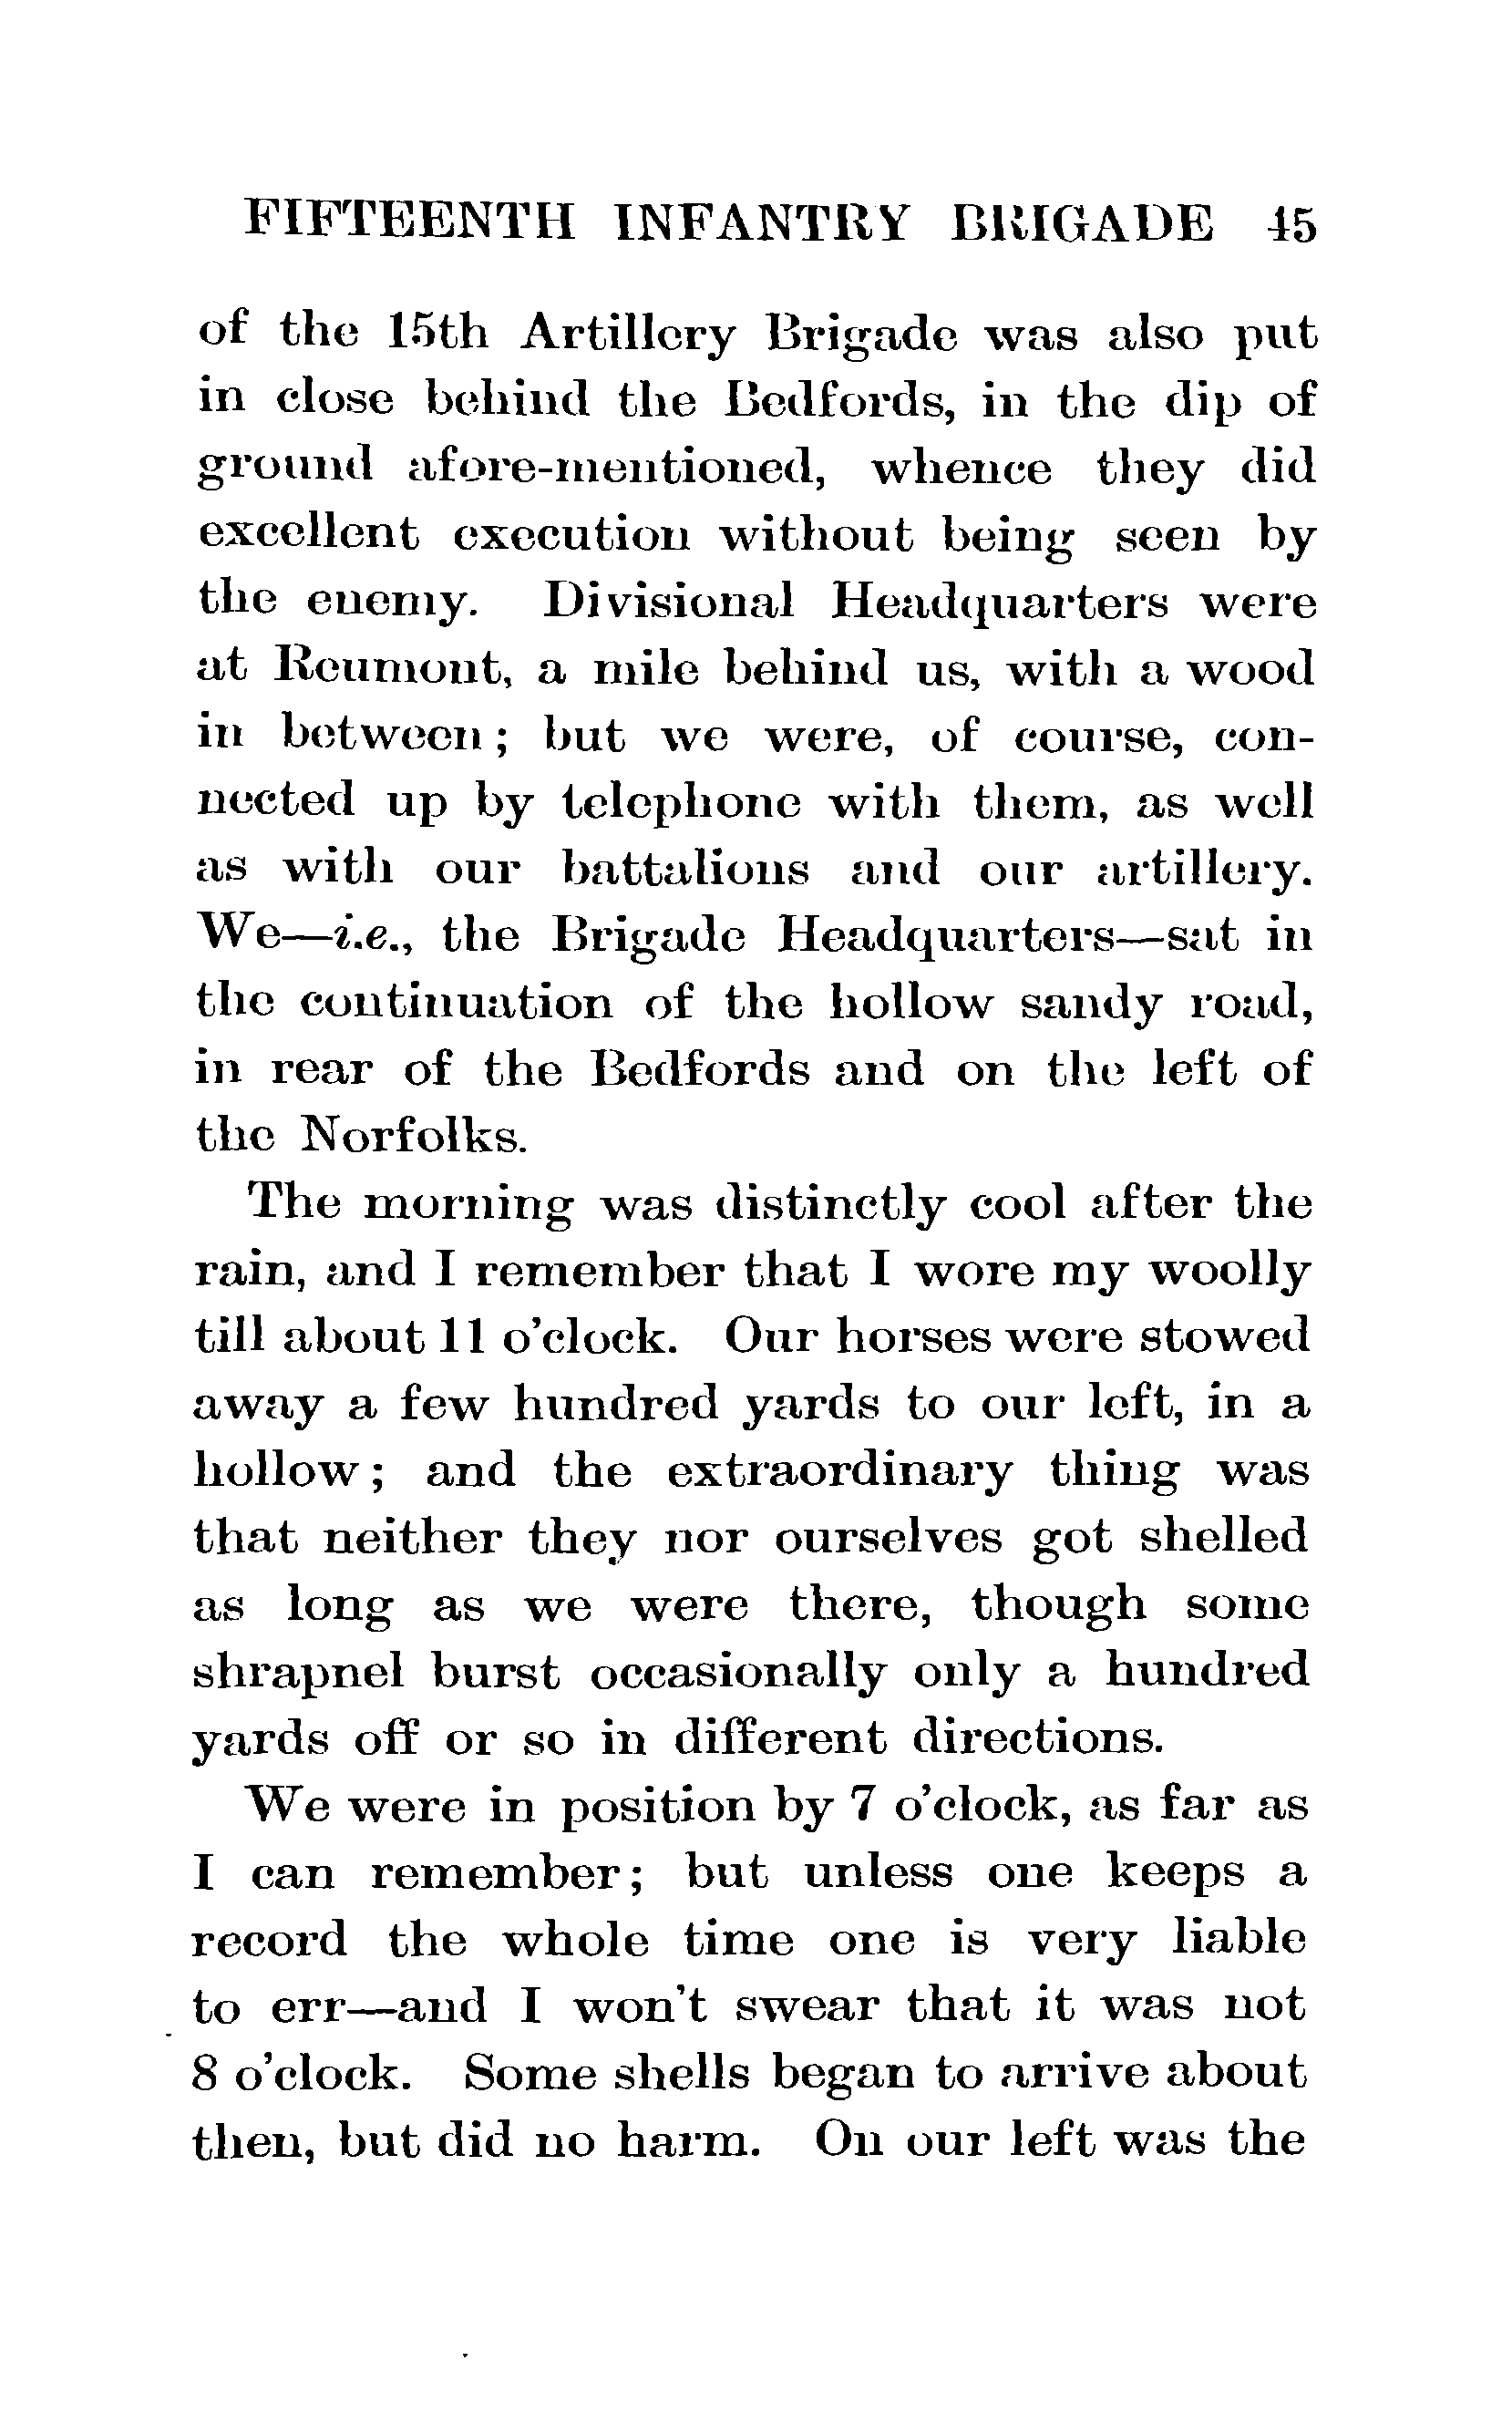 FIFTEENTH INFANTRY BRIGADE 45
of the 15th Artillery Brigade was also put
in close behind the Bedfords, in the dip of
ground afore-mentioned, whence they did
excellent execution without being seen by
the enemy. Divisional Headquarters were
at Reumont, a mile behind us, with a wood
in between; but we were, of course, con-
nected up by telephone with them, as well
as with our battalions and our artillery.
We—i.e., the Brigade Headquarters—sat in
the continuation of the hollow sandy road,
in rear of the Bedfords and on the left of
the Norfolks.
The morning was distinctly cool after the
rain, and I remember that I wore my woolly
till about 11 o'clock. Our horses were stowed
away a few hundred yards to our left, in a
hollow; and the extraordinary thing was
that neither they nor ourselves got shelled
as long as we were there, though some
shrapnel burst occasionally only a hundred
yards off or so in different directions.
We were in position by 7 o'clock, as far as
I can remember; but unless one keeps a
record the whole time one is very liable
to err—and I won't swear that it was not
8 o'clock. Some shells began to arrive about
then, but did no harm. On our left was the